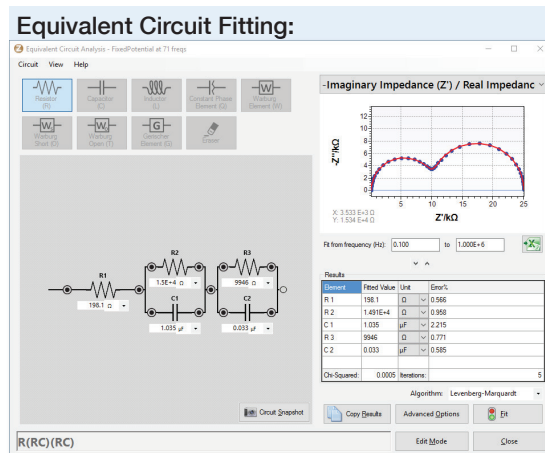 Equivalent Circuit Fitting:
Equivalent Circuit Analysis - FixedPotential at 71 freqs
Circuit View Help
Resistor (R)
Capacitor (C)
Inductor (L)
Constant Phase Element (Q)
Warburg Element (W)
W
Warburg Short (O)
W
Warburg Open (T)
W
Gerischer Element (G)
G
Eraser
-Imaginary Impedance (Z') / Real Impedanc
12
10
8
6
4
2
0
-Z''/kΩ
5 10 15 20 25
Z'/kΩ
X: 3.533 E+3 Ω
Y: 1.534 E+4 Ω
Fit from frequency (Hz): 0.100 to 1.000E+6
R1
198.1 Ω
R2
1.5E+4 Ω
C1
1.035 µF
R3
9946 Ω
C2
0.033 µF
Results
Element Fitted Value Unit Error%
R 1 198.1 Ω 0.566
R 2 1.491E+4 Ω 0.958
C 1 1.035 µF 2.215
R 3 9946 Ω 0.771
C 2 0.033 µF 0.585
Chi-Squared: 0.0005 Iterations: 5
Algorithm: Levenberg-Marquardt
Circuit Snapshot
Copy Results
Advanced Options
Fit
R(RC)(RC)
Edit Mode
Close